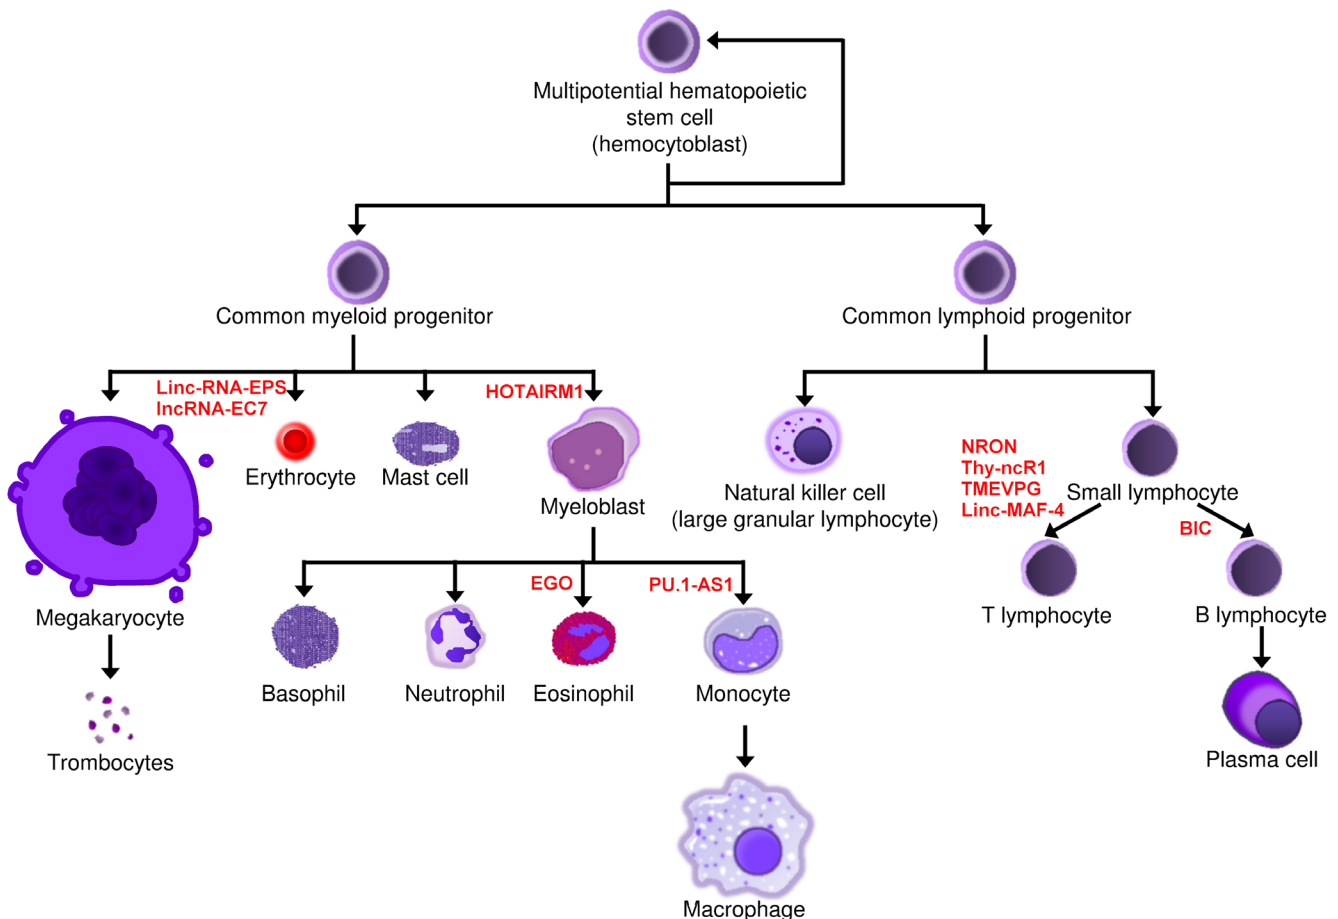 Multipotential hematopoietic
stem cell
(hemocytoblast)
Common myeloid progenitor
Common lymphoid progenitor
Linc-RNA-EPS
lncRNA-EC7
HOTAIRM1
Erythrocyte
Mast cell
Myeloblast
Natural killer cell
(large granular lymphocyte)
NRON
Thy-ncR1
TMEVPG
Linc-MAF-4
Small lymphocyte
BIC
EGO
PU.1-AS1
Megakaryocyte
T lymphocyte
B lymphocyte
Basophil
Neutrophil
Eosinophil
Monocyte
Trombocytes
Plasma cell
Macrophage